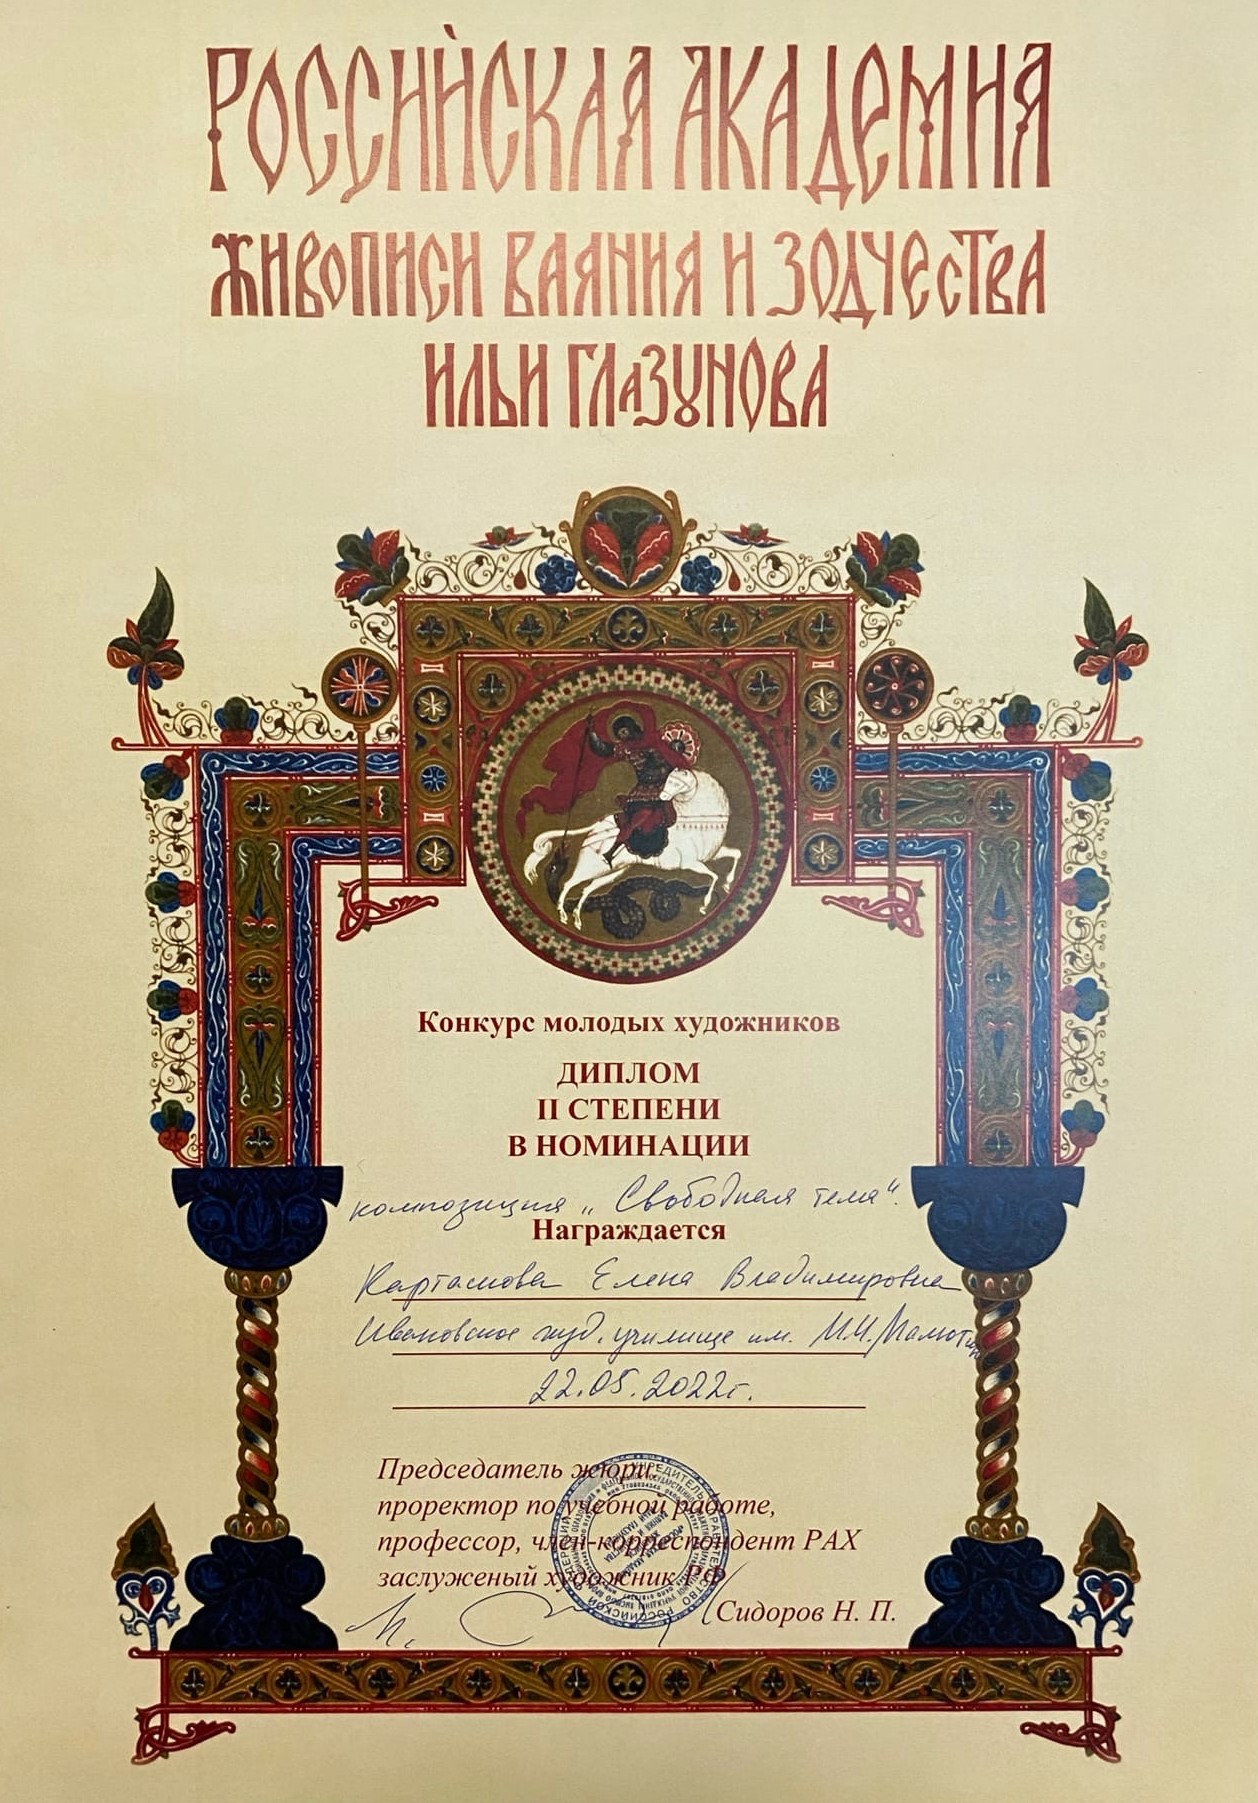 РОССИЙСКАЯ АКАДЕМИЯ
ЖИВОПИСИ ВАЯНИЯ И ЗОДЧЕСТВА
ИЛЬИ ГЛАЗУНОВА
Конкурс молодых художников
ДИПЛОМ
II СТЕПЕНИ
В НОМИНАЦИИ
композиция „Свободная тема“.
Награждается
Карташова Елена Владимировна
Ивановское худ. училище им. М.И. Малютин
22.05.2022г.
Председатель жюри,
проректор по учебной работе,
профессор, член-корреспондент РАХ
заслуженый художник РФ
Сидоров Н. П.